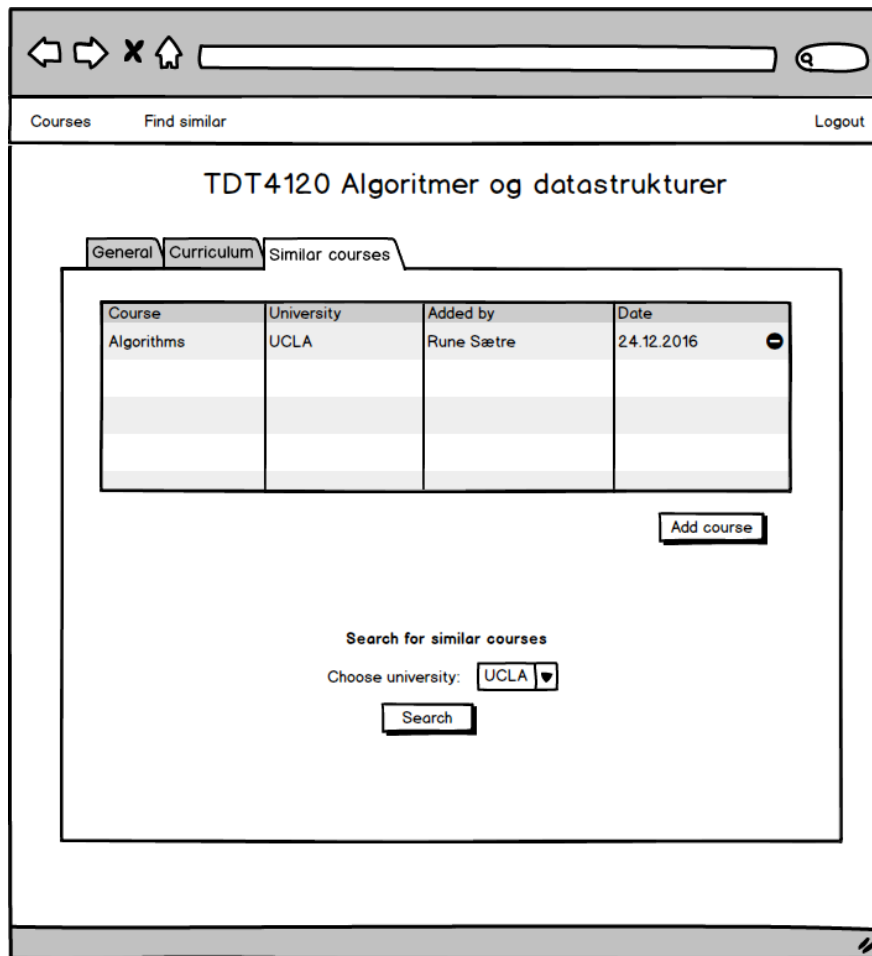 Courses Find similar Logout
TDT4120 Algoritmer og datastrukturer
General Curriculum Similar courses
Course University Added by Date
Algorithms UCLA Rune Sætre 24.12.2016
Add course
Search for similar courses
Choose university: UCLA
Search